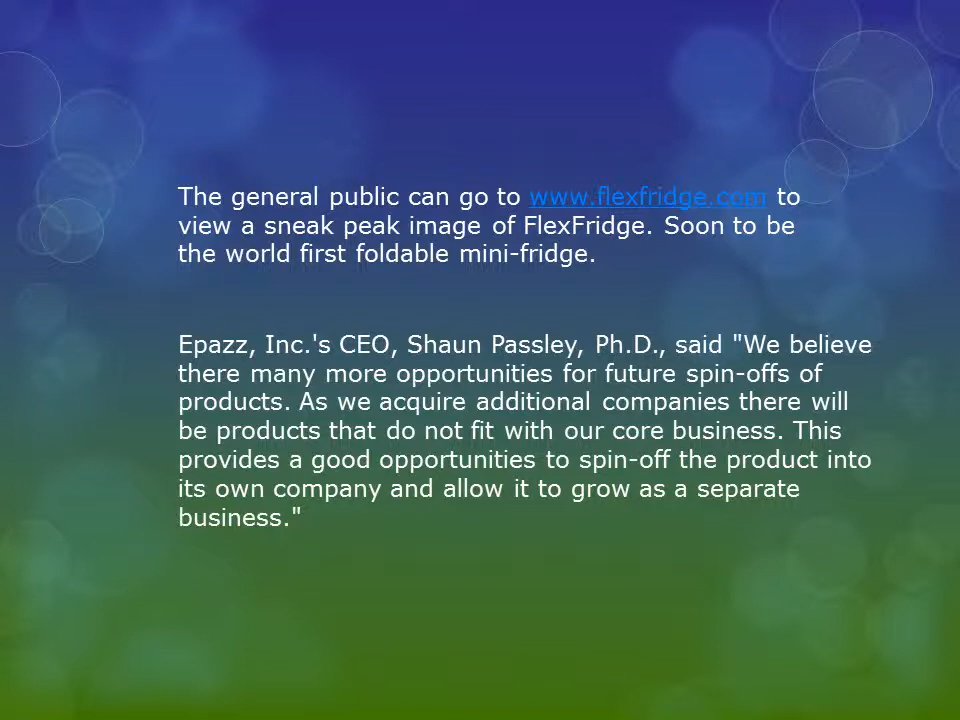 The general public can go to www.flexfridge.com to
view a sneak peak image of FlexFridge. Soon to be
the world first foldable mini-fridge.
Epazz, Inc.'s CEO, Shaun Passley, Ph.D., said "We believe
there many more opportunities for future spin-offs of
products. As we acquire additional companies there will
be products that do not fit with our core business. This
provides a good opportunities to spin-off the product into
its own company and allow it to grow as a separate
business."